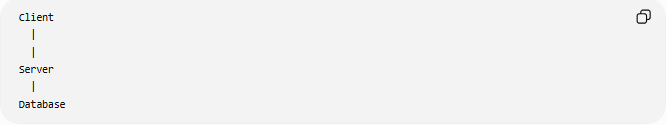 Client
  |
  |
Server
  |
Database